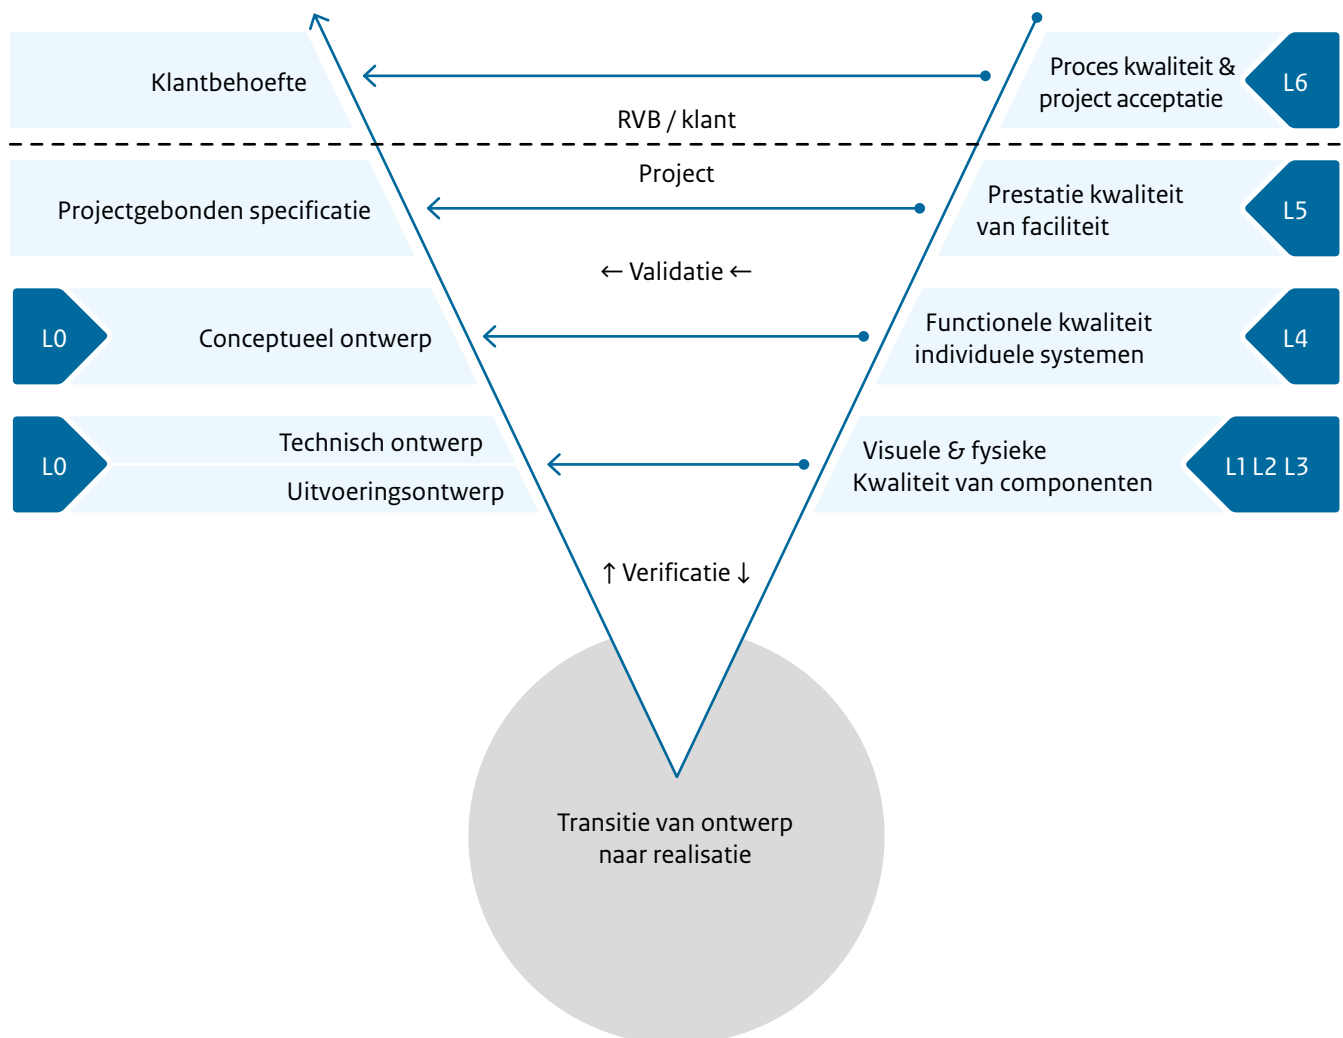 Klantbehoefte
Proces kwaliteit &
project acceptatie
L6
RVB / klant
Project
Projectgebonden specificatie
Prestatie kwaliteit
van faciliteit
L5
← Validatie ←
L0
Conceptueel ontwerp
Functionele kwaliteit
individuele systemen
L4
L0
Technisch ontwerp
Uitvoeringsontwerp
Visuele & fysieke
Kwaliteit van componenten
L1 L2 L3
↑ Verificatie ↓
Transitie van ontwerp
naar realisatie